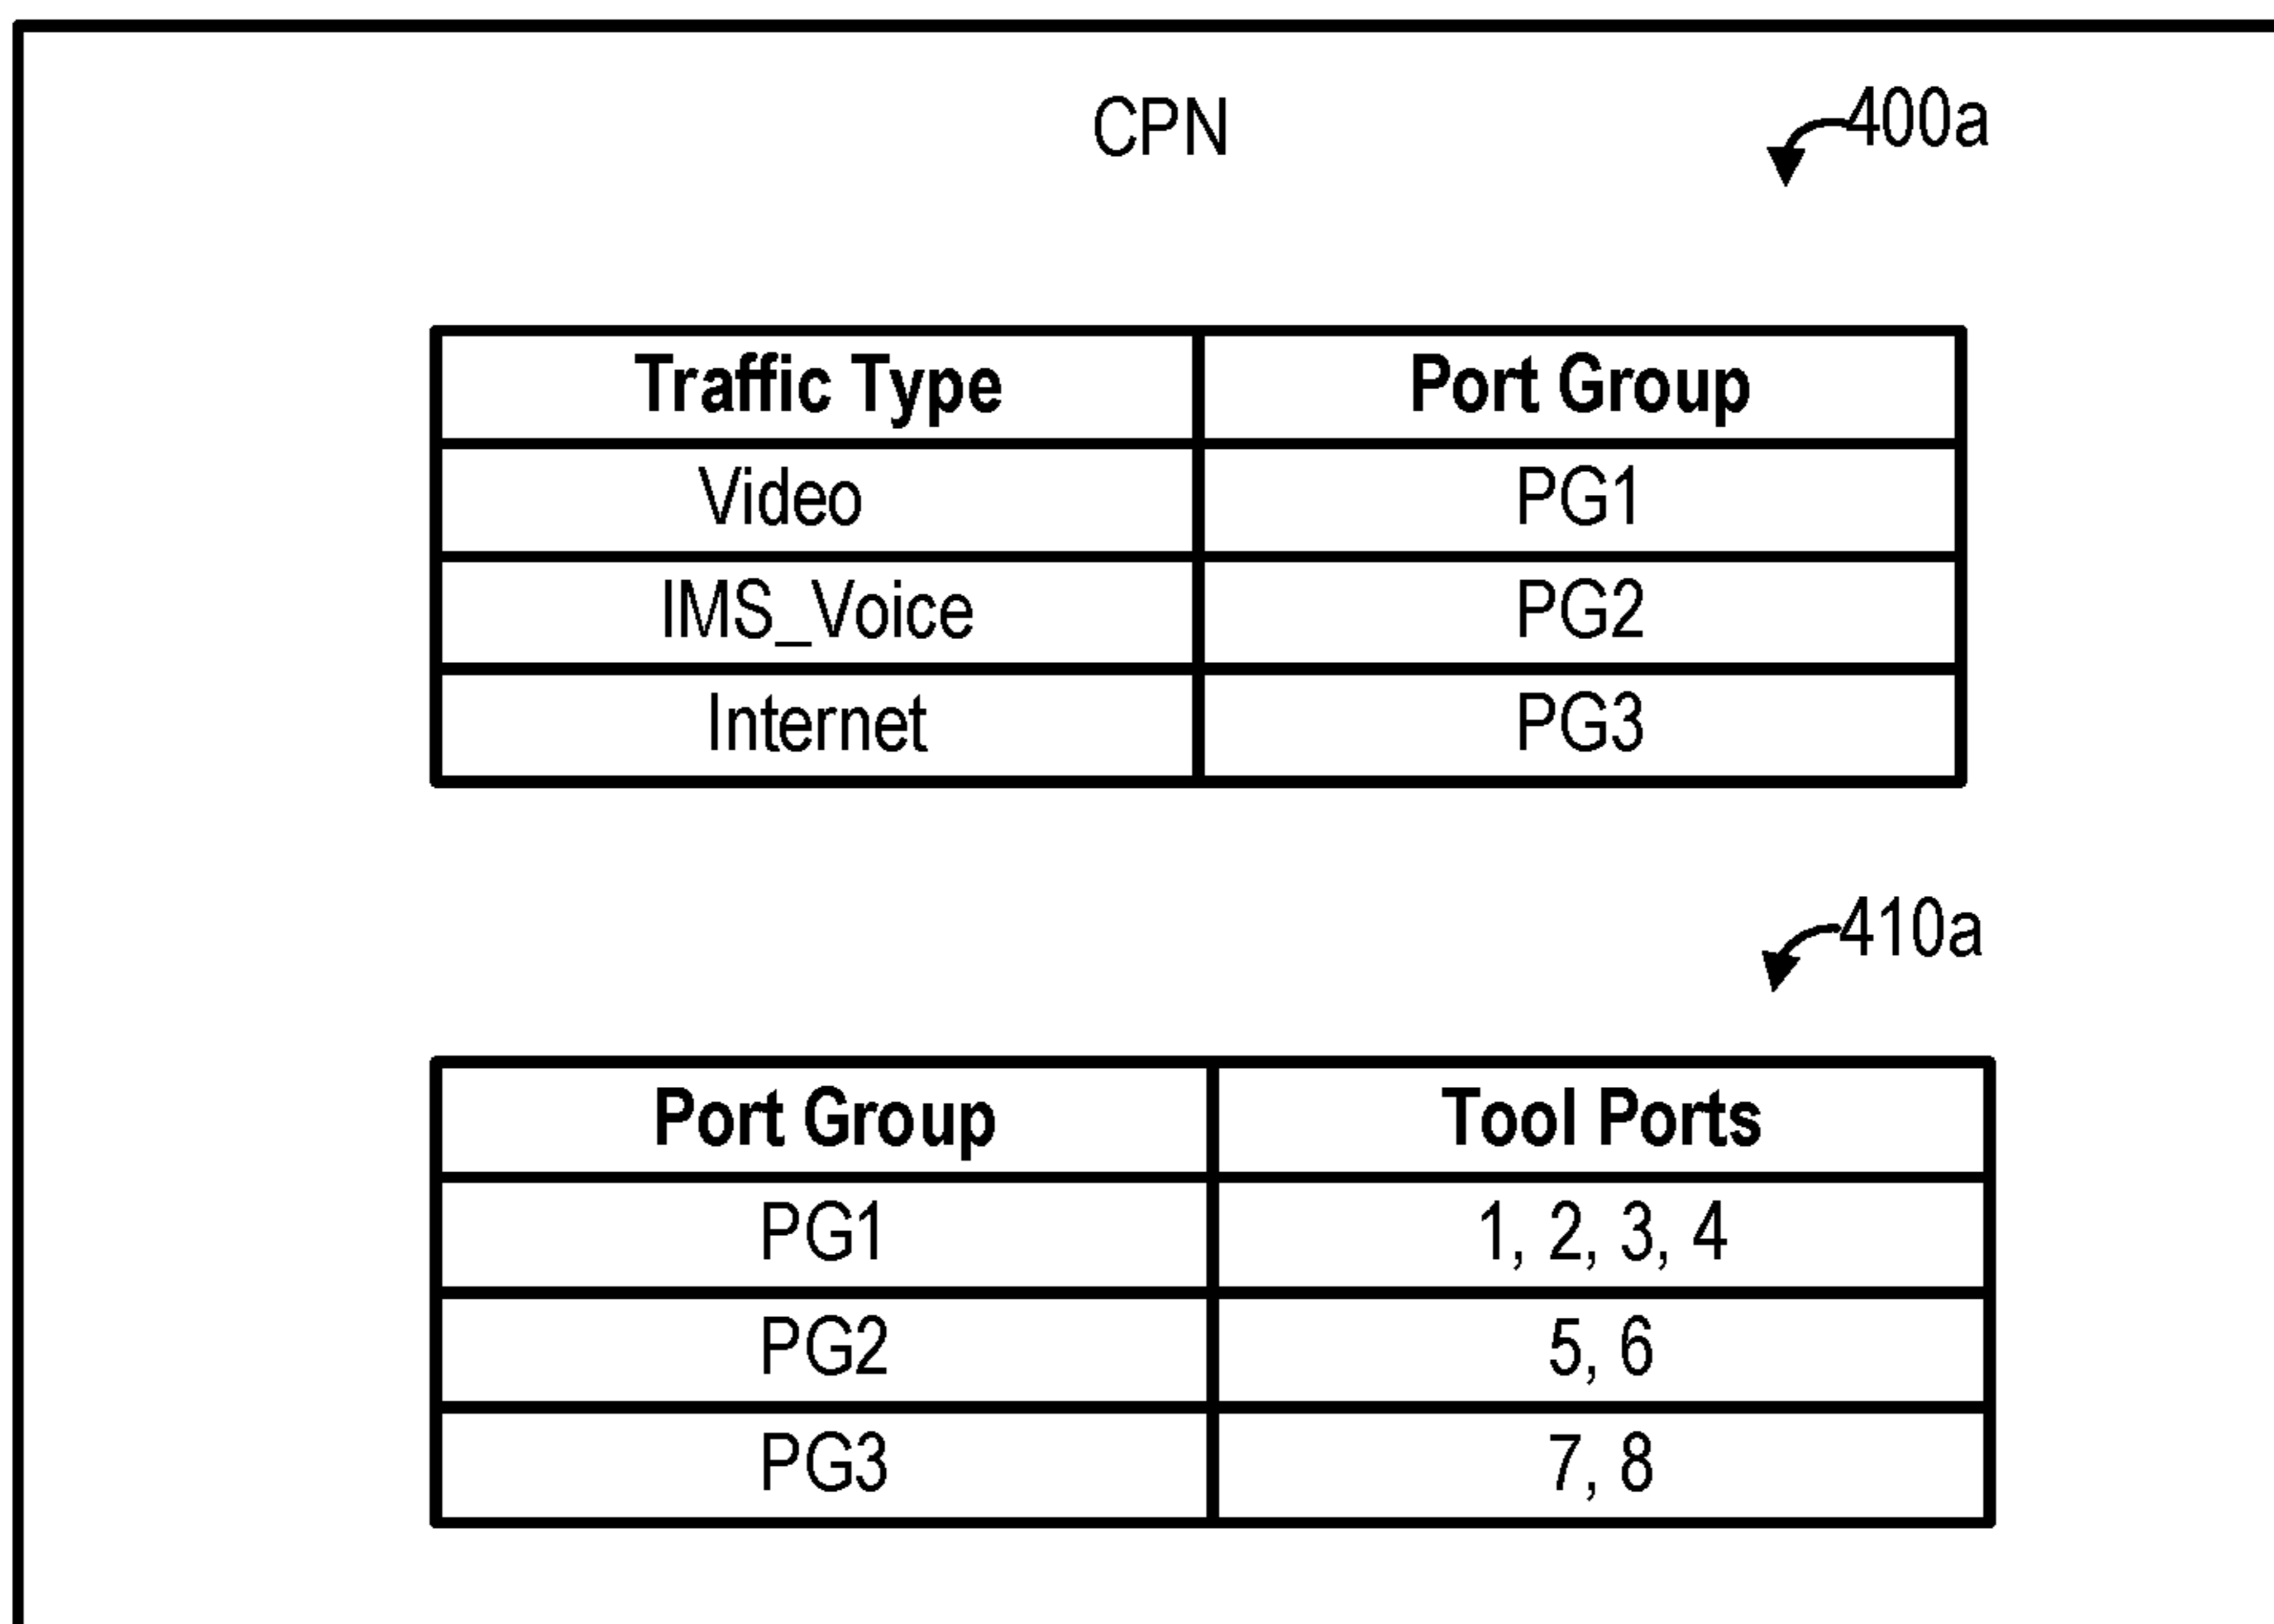 CPN 400a
Traffic Type Port Group
Video PG1
IMS_Voice PG2
Internet PG3
410a
Port Group Tool Ports
PG1 1, 2, 3, 4
PG2 5, 6
PG3 7, 8